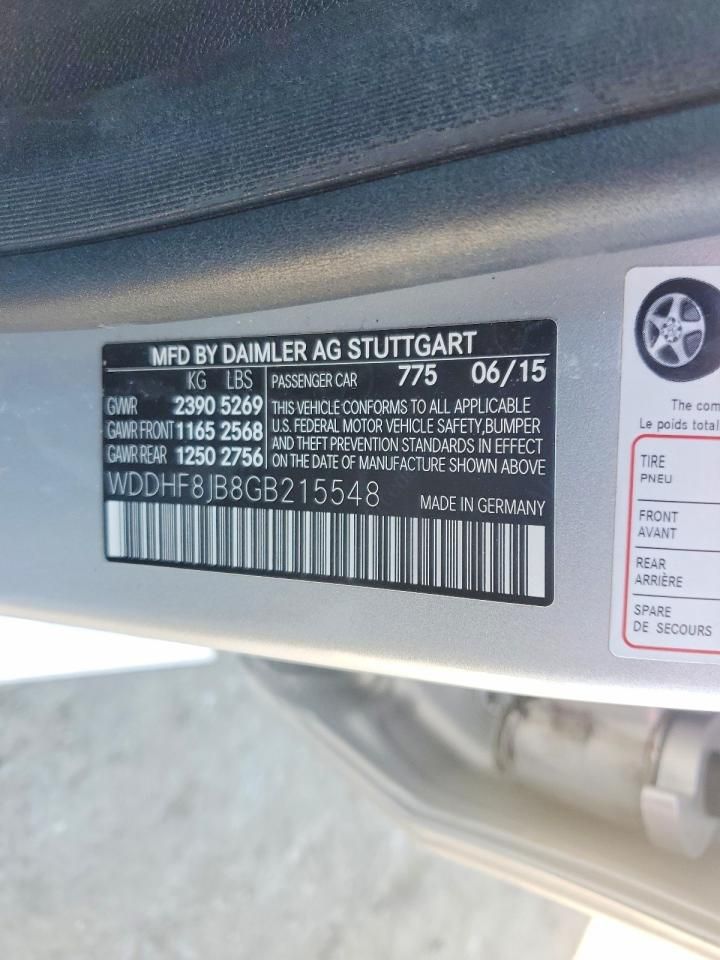 MFD BY DAIMLER AG STUTTGART
KG LBS
PASSENGER CAR 775 06/15
GVWR 2390 5269
GAWR FRONT 1165 2568
GAWR REAR 1250 2756
THIS VEHICLE CONFORMS TO ALL APPLICABLE
U.S. FEDERAL MOTOR VEHICLE SAFETY, BUMPER
AND THEFT PREVENTION STANDARDS IN EFFECT
ON THE DATE OF MANUFACTURE SHOWN ABOVE
WDDHF8JB8GB215548
MADE IN GERMANY
The com
Le poids total
TIRE
PNEU
FRONT
AVANT
REAR
ARRIÈRE
SPARE
DE SECOURS